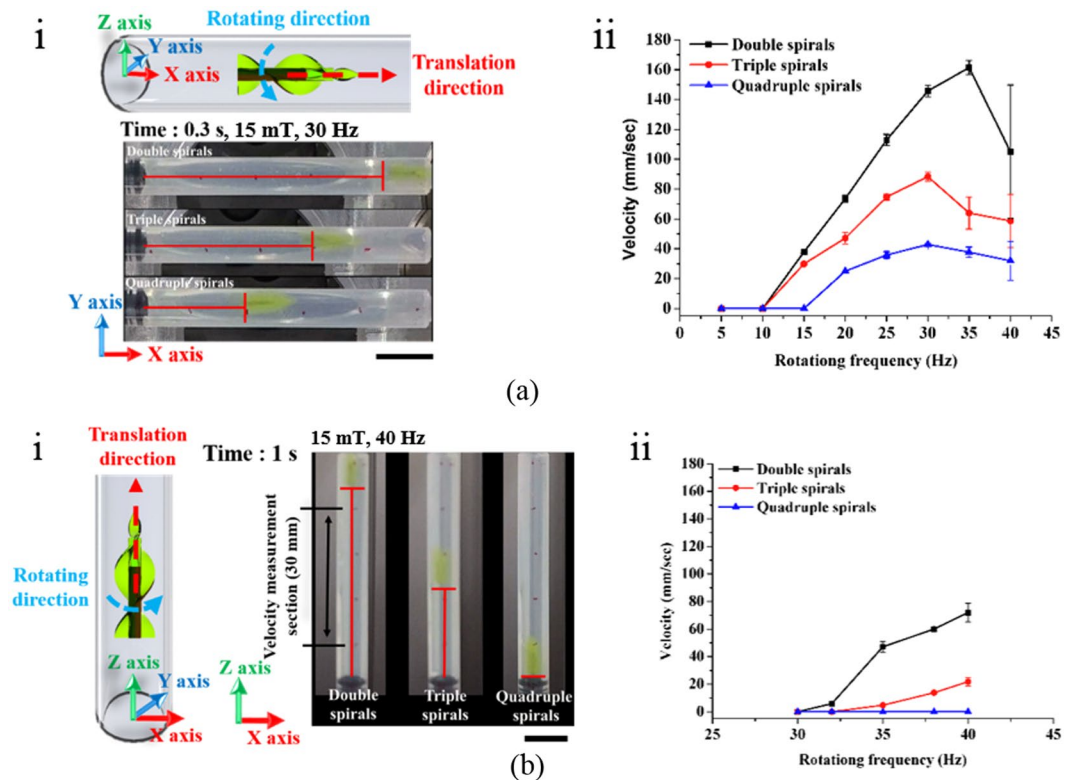 i
Z axis
Y axis
X axis
Rotating direction
Translation
direction
Time : 0.3 s, 15 mT, 30 Hz
Double spirals
Triple spirals
Quadruple spirals
Y axis
X axis
ii
180
160
140
120
100
80
60
40
20
0
Velocity (mm/sec)
Double spirals
Triple spirals
Quadruple spirals
0 5 10 15 20 25 30 35 40 45
Rotationg frequency (Hz)
(a)
i
Translation
direction
Rotating
direction
Z axis
Y axis
X axis
Z axis
X axis
Time : 1 s
15 mT, 40 Hz
Velocity measurement
section (30 mm)
Double
spirals
Triple
spirals
Quadruple
spirals
ii
180
160
140
120
100
80
60
40
20
0
Velocity (mm/sec)
Double spirals
Triple spirals
Quadruple spirals
25 30 35 40 45
Rotationg frequency (Hz)
(b)